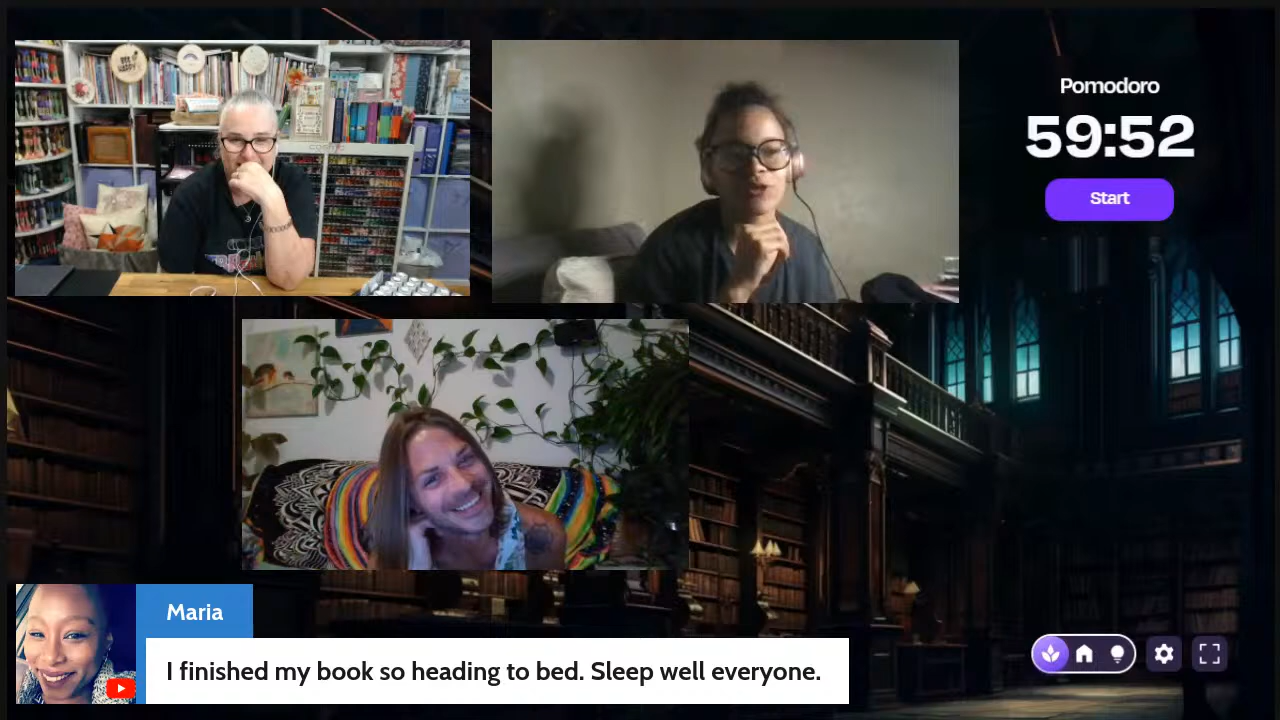 Pomodoro
59:52
Start
Maria
I finished my book so heading to bed. Sleep well everyone.